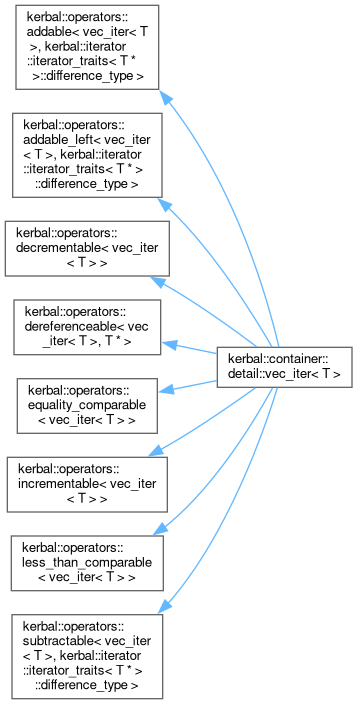 kerbal::operators::
addable< vec_iter< T
>, kerbal::iterator
::iterator_traits< T *
>::difference_type >
kerbal::operators::
addable_left< vec_iter
< T >, kerbal::iterator
::iterator_traits< T * >
::difference_type >
kerbal::operators::
decrementable< vec_iter
< T > >
kerbal::operators::
dereferenceable< vec
_iter< T >, T * >
kerbal::container::
detail::vec_iter< T >
kerbal::operators::
equality_comparable
< vec_iter< T > >
kerbal::operators::
incrementable< vec_iter
< T > >
kerbal::operators::
less_than_comparable
< vec_iter< T > >
kerbal::operators::
subtractable< vec_iter
< T >, kerbal::iterator
::iterator_traits< T * >
::difference_type >